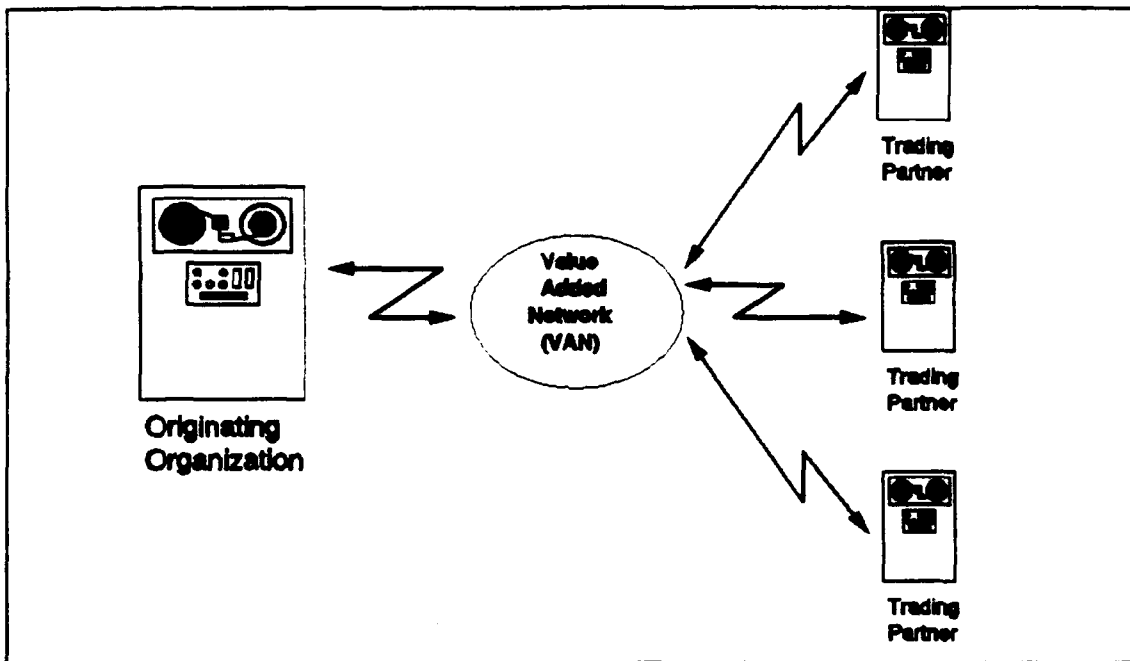 Trading
Partner
Value
Added
Network
(VAN)
Originating
Organization
Trading
Partner
Trading
Partner